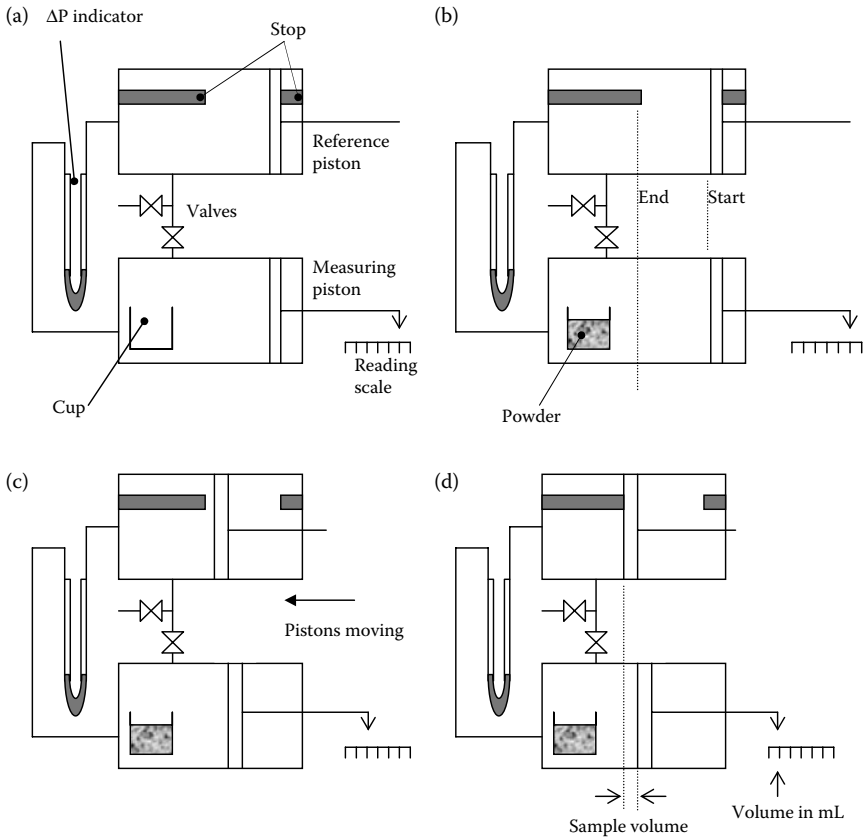 (a)
ΔP indicator
Stop
Reference
piston
Valves
Measuring
piston
Reading
scale
Cup
(b)
End
Start
Powder
(c)
Pistons moving
(d)
Sample volume
Volume in mL